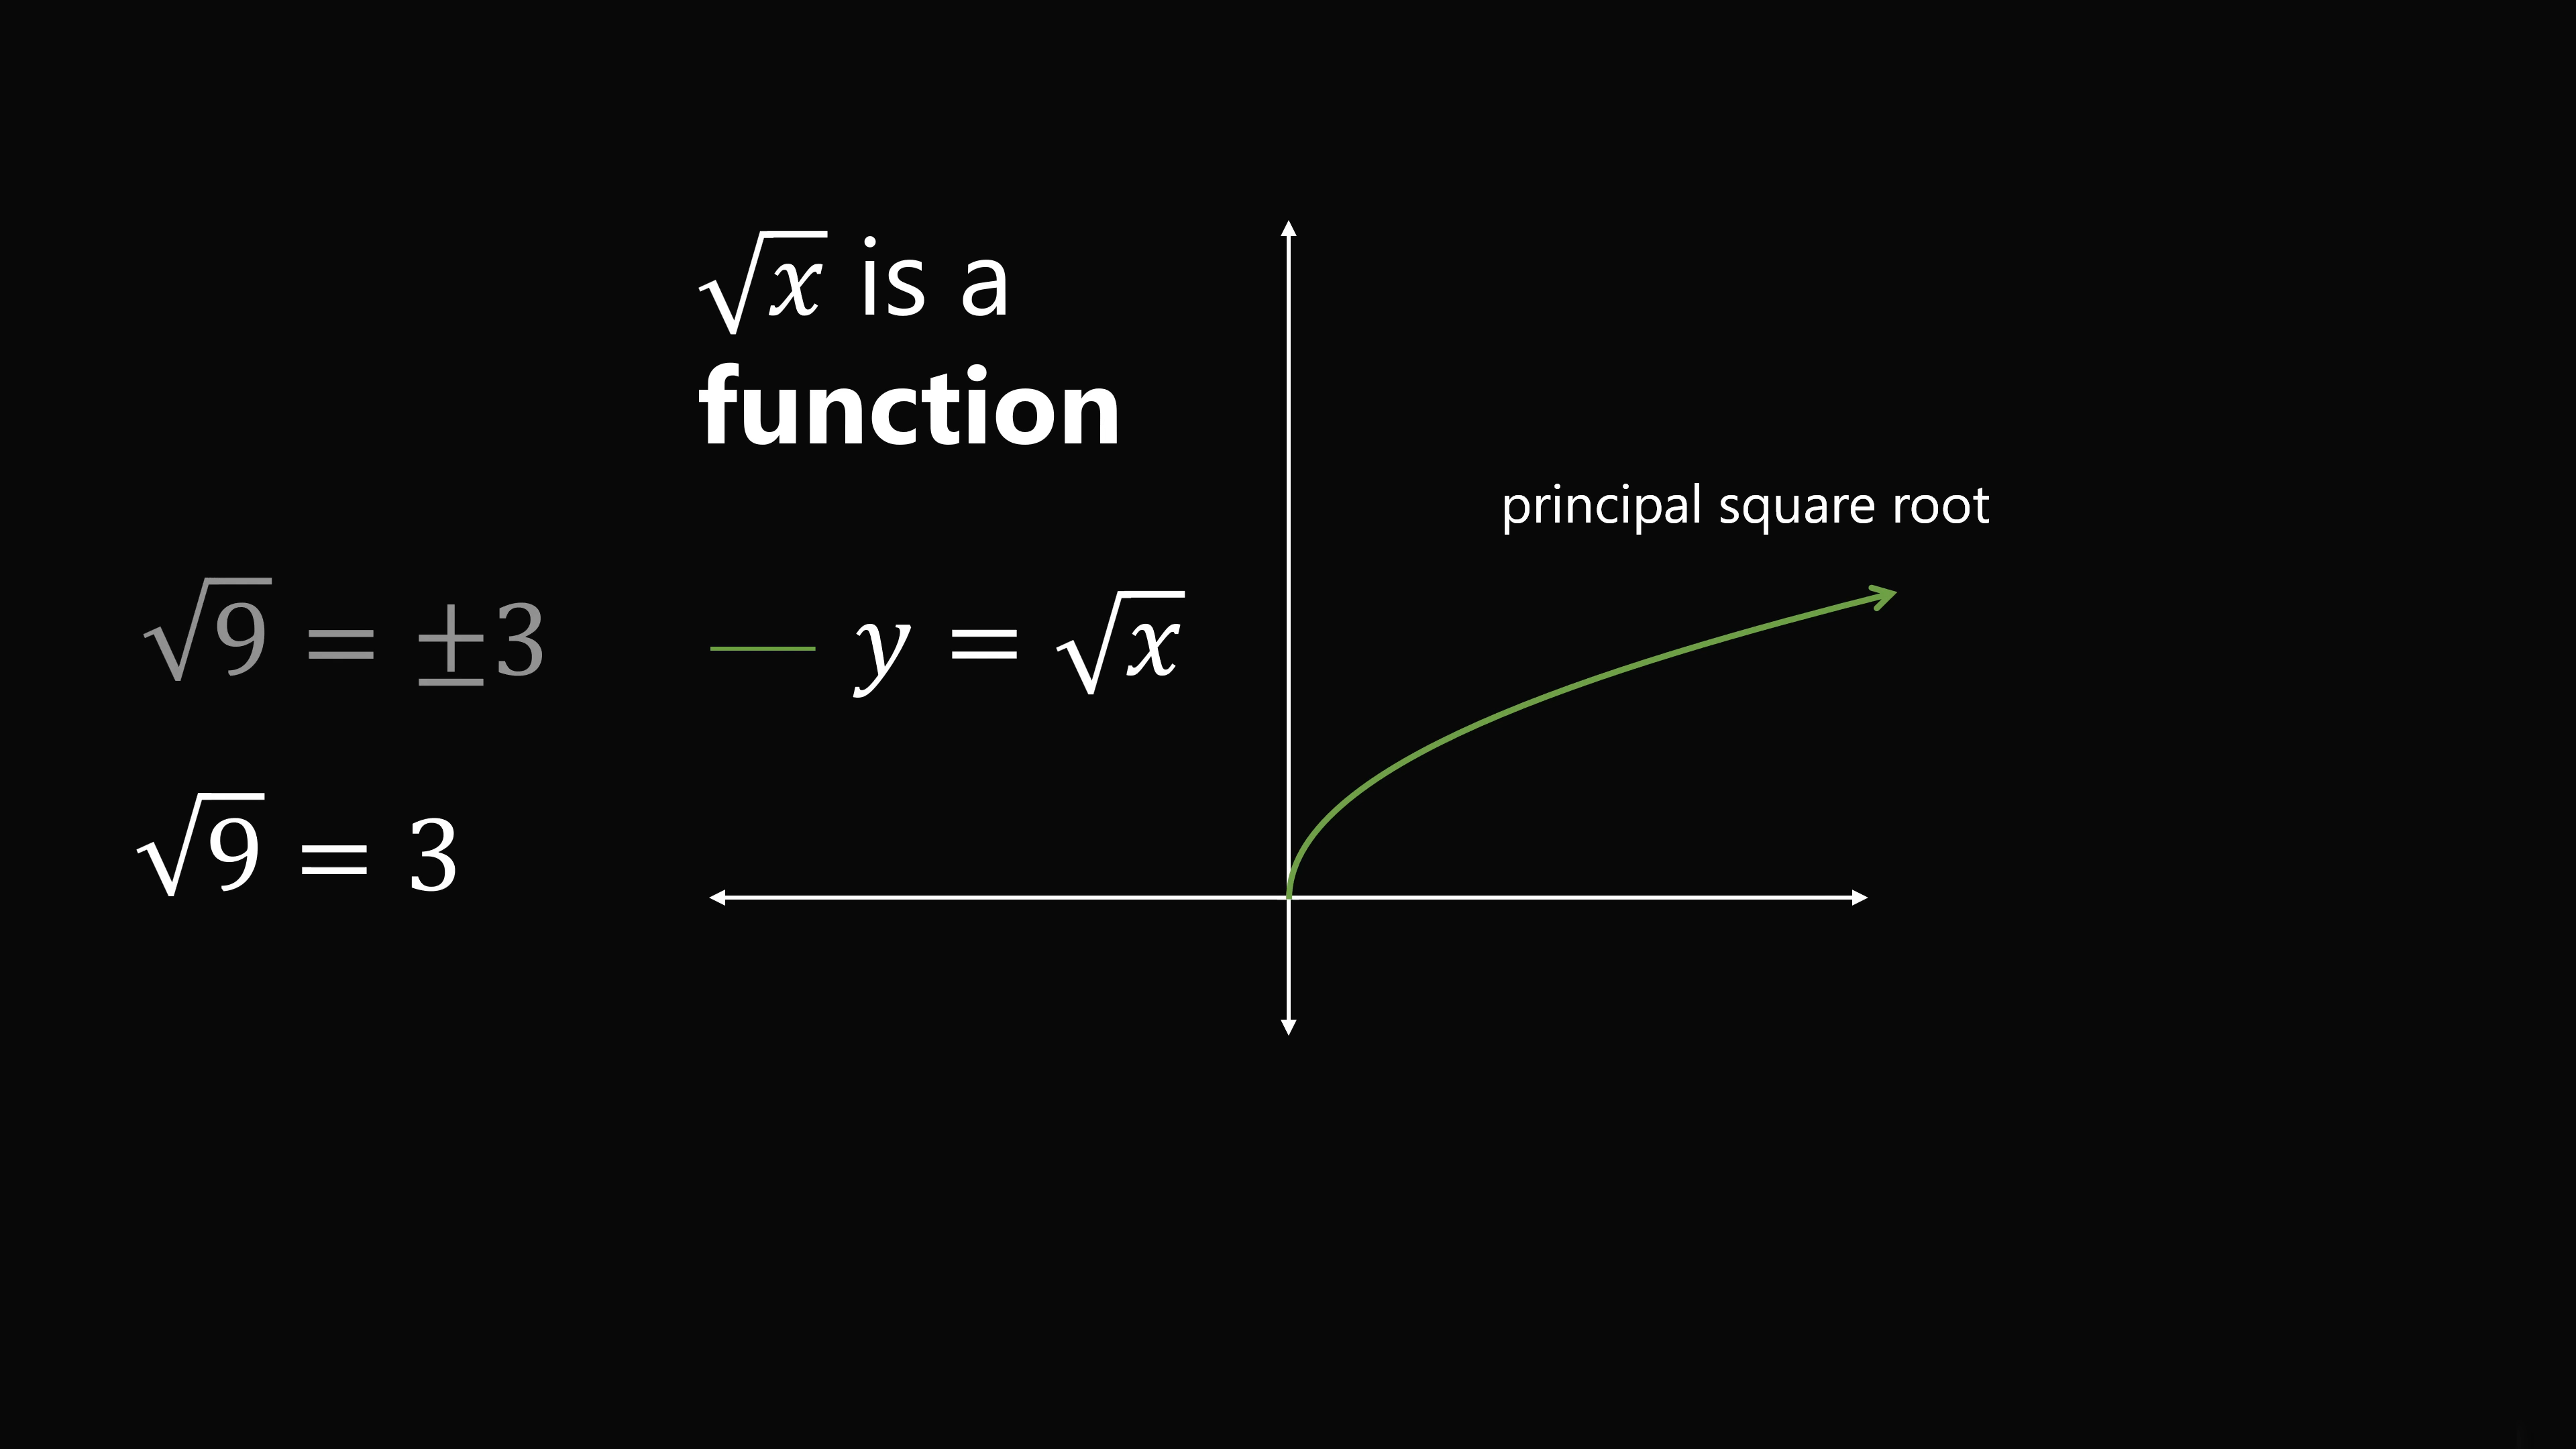 √x is a
function
principal square root
√9 = ±3
y = √x
√9 = 3